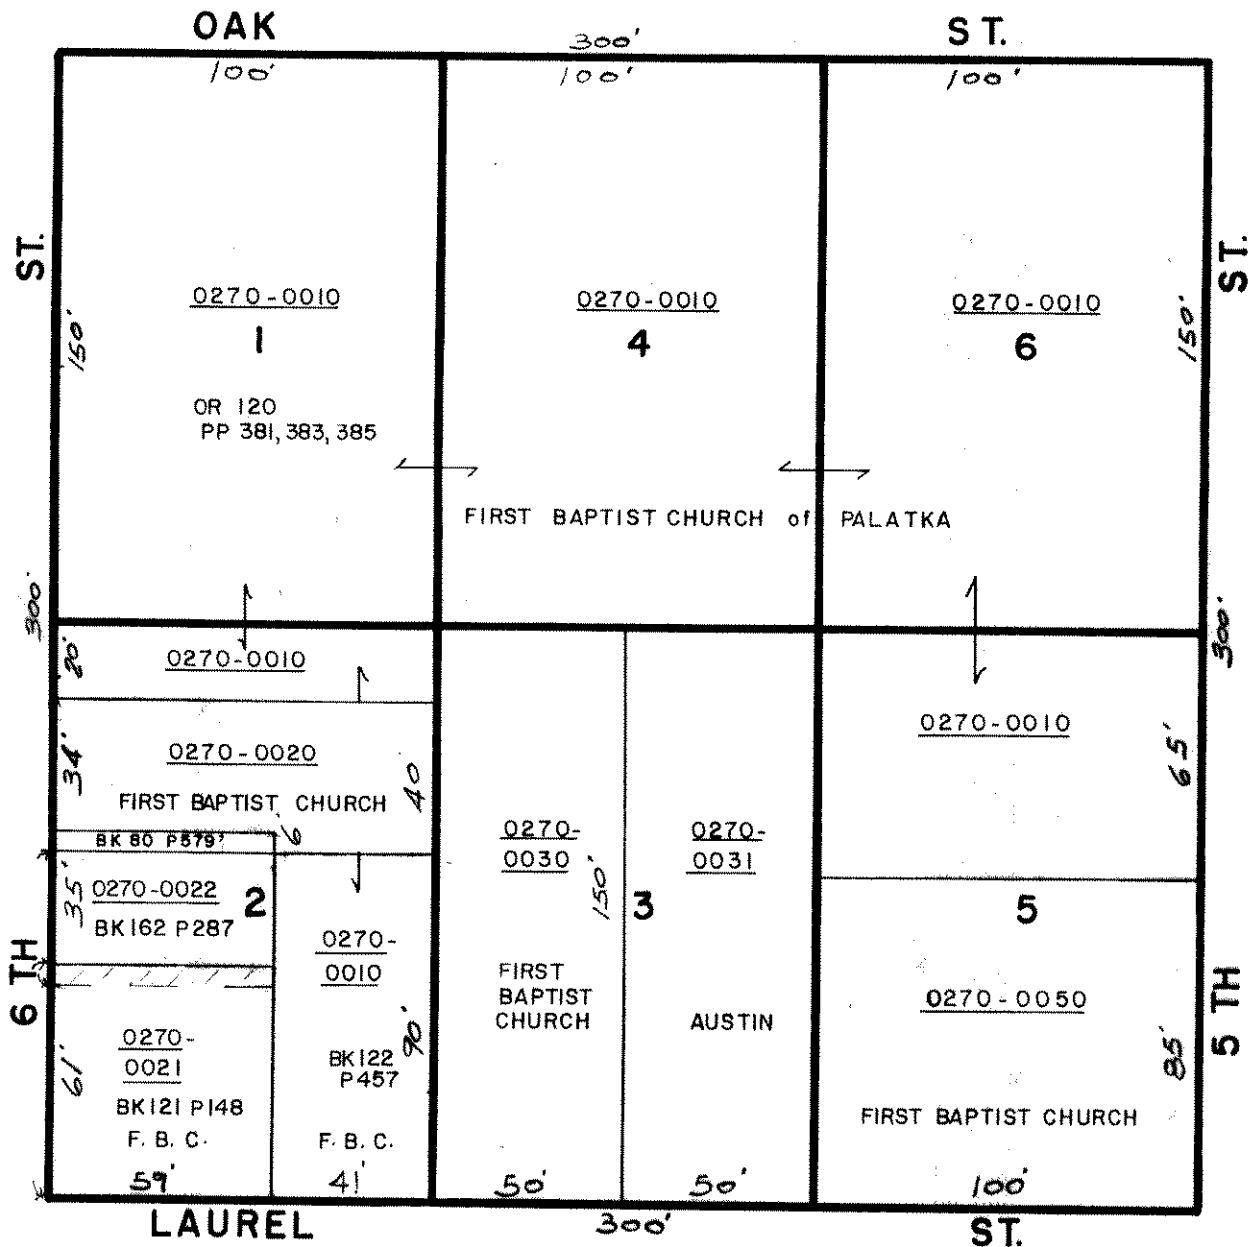 OAK
ST.
300'
100'
100'
100'
ST.
ST.
0270-0010
0270-0010
0270-0010
1
4
6
150'
150'
OR 120
PP 381, 383, 385
FIRST BAPTIST CHURCH of PALATKA
300'
300'
20'
0270-0010
0270-0010
65'
34'
0270-0020
40
FIRST BAPTIST CHURCH
BK 80 P579'
6'
0270-
0030
150'
0270-
0031
35'
0270-0022
2
BK162 P287
3
5
6 TH
0270-
0010
FIRST
BAPTIST
CHURCH
AUSTIN
0270-0050
5 TH
61'
0270-
0021
90'
85'
BK122
P457
BK121 P148
FIRST BAPTIST CHURCH
F. B. C.
F. B. C.
59'
41'
50'
50'
100'
LAUREL
300'
ST.